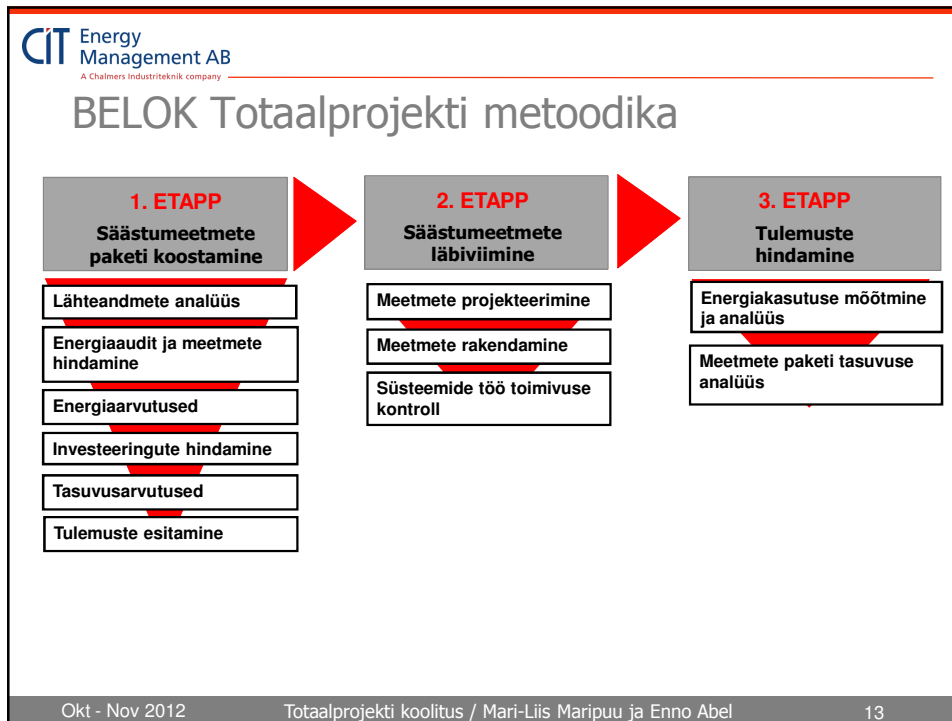 CIT Energy
Management AB
A Chalmers Industriteknik company
BELOK Totaalprojekti metoodika
1. ETAPP
Säästumeetmete
paketi koostamine
Lähteandmete analüüs
Energiaaudit ja meetmete
hindamine
Energiaarvutused
Investeeringute hindamine
Tasuvusarvutused
Tulemuste esitamine
2. ETAPP
Säästumeetmete
läbiviimine
Meetmete projekteerimine
Meetmete rakendamine
Süsteemide töö toimivuse
kontroll
3. ETAPP
Tulemuste
hindamine
Energiakasutuse mõõtmine
ja analüüs
Meetmete paketi tasuvuse
analüüs
Okt - Nov 2012
Totaalprojekti koolitus / Mari-Liis Maripuu ja Enno Abel
13